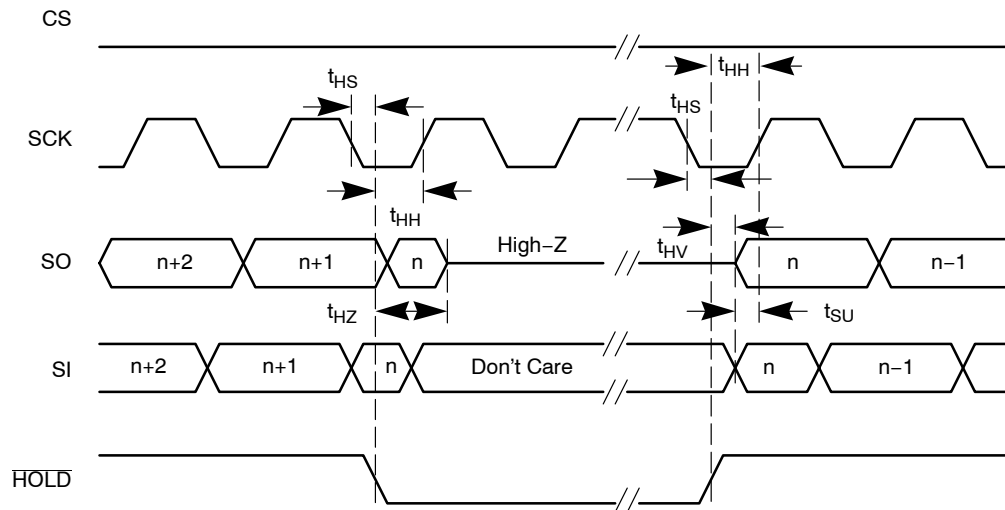 CS
tHH
tHS
tHS
SCK
tHH
High–Z
SO
n+2
n+1
n
tHV
n
n–1
tHZ
tSU
SI
n+2
n+1
n
Don't Care
n
n–1
HOLD